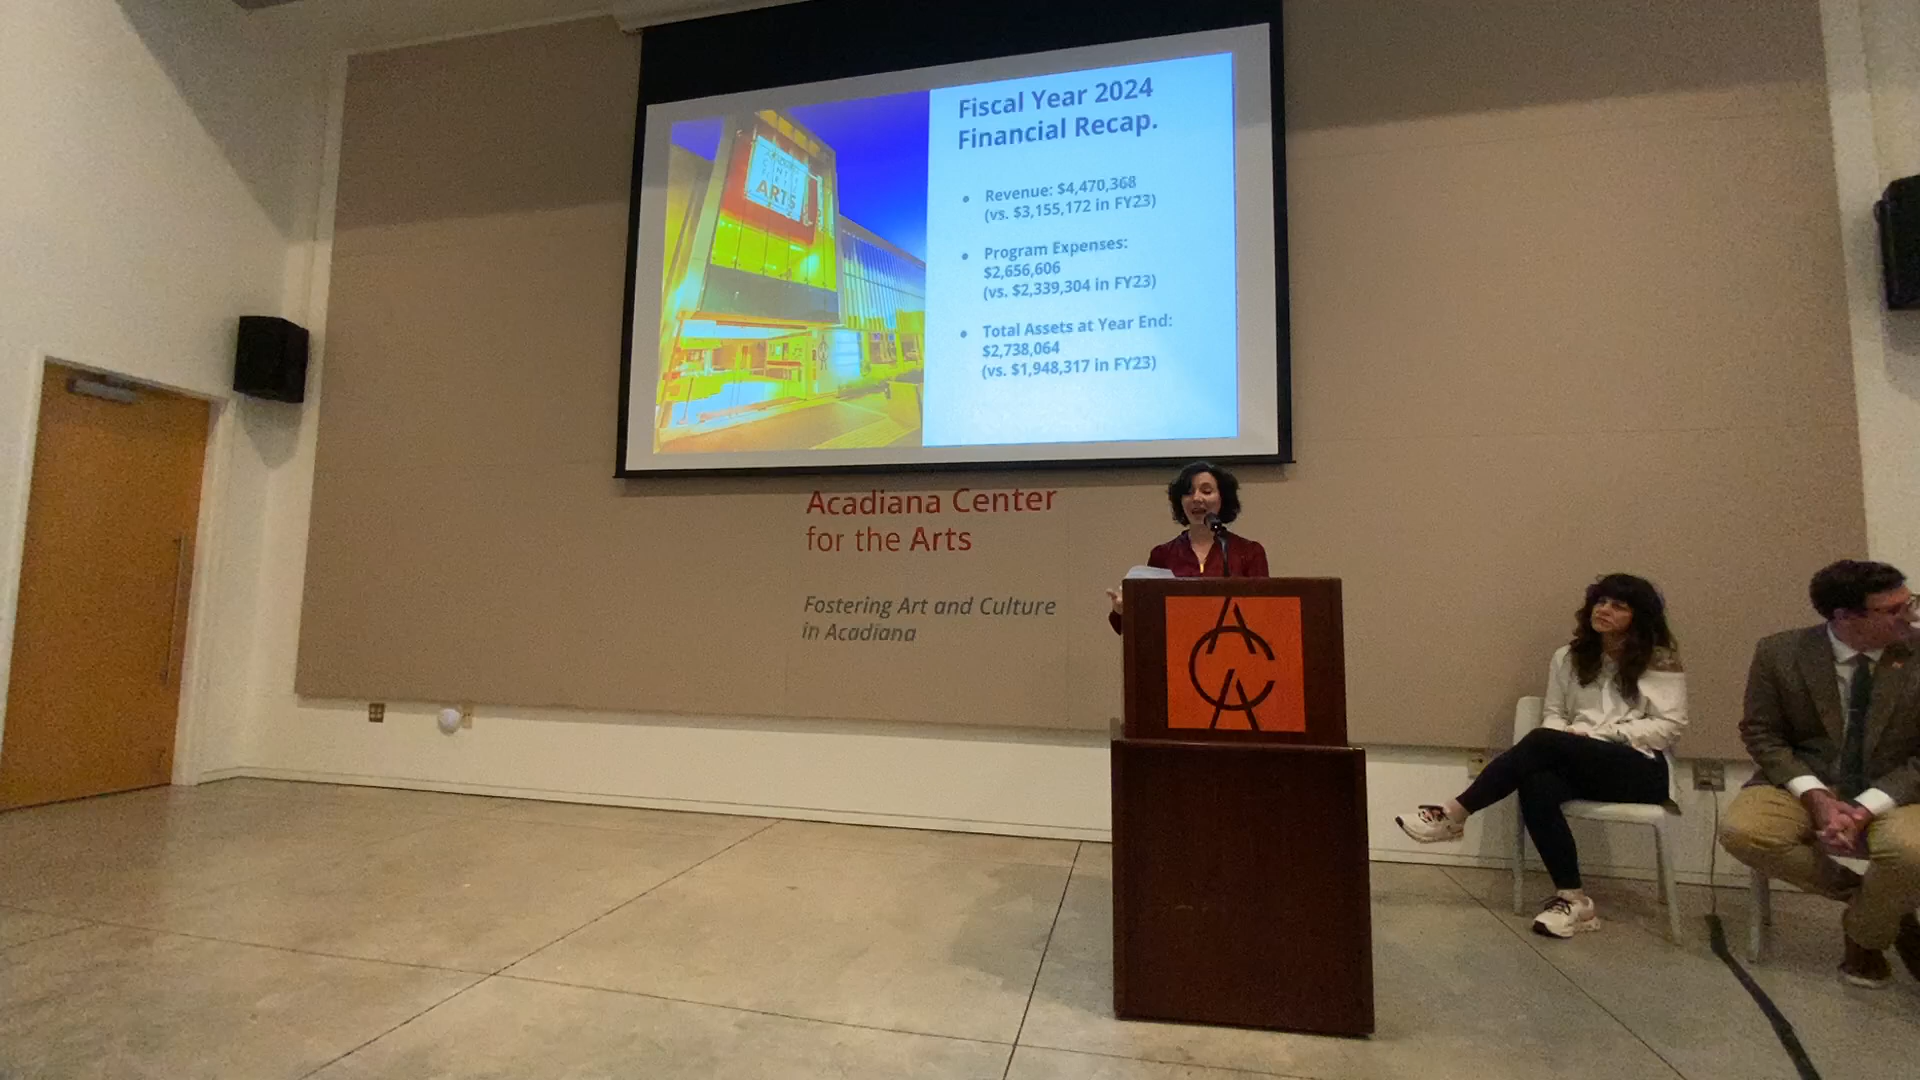 Fiscal Year 2024
Financial Recap.
Revenue: $4,470,368
(vs. $3,155,172 in FY23)
Program Expenses:
$2,656,606
(vs. $2,339,304 in FY23)
Total Assets at Year End:
$2,738,064
(vs. $1,948,317 in FY23)
ARTS
Acadiana Center
for the Arts
Fostering Art and Culture
in Acadiana
ACA